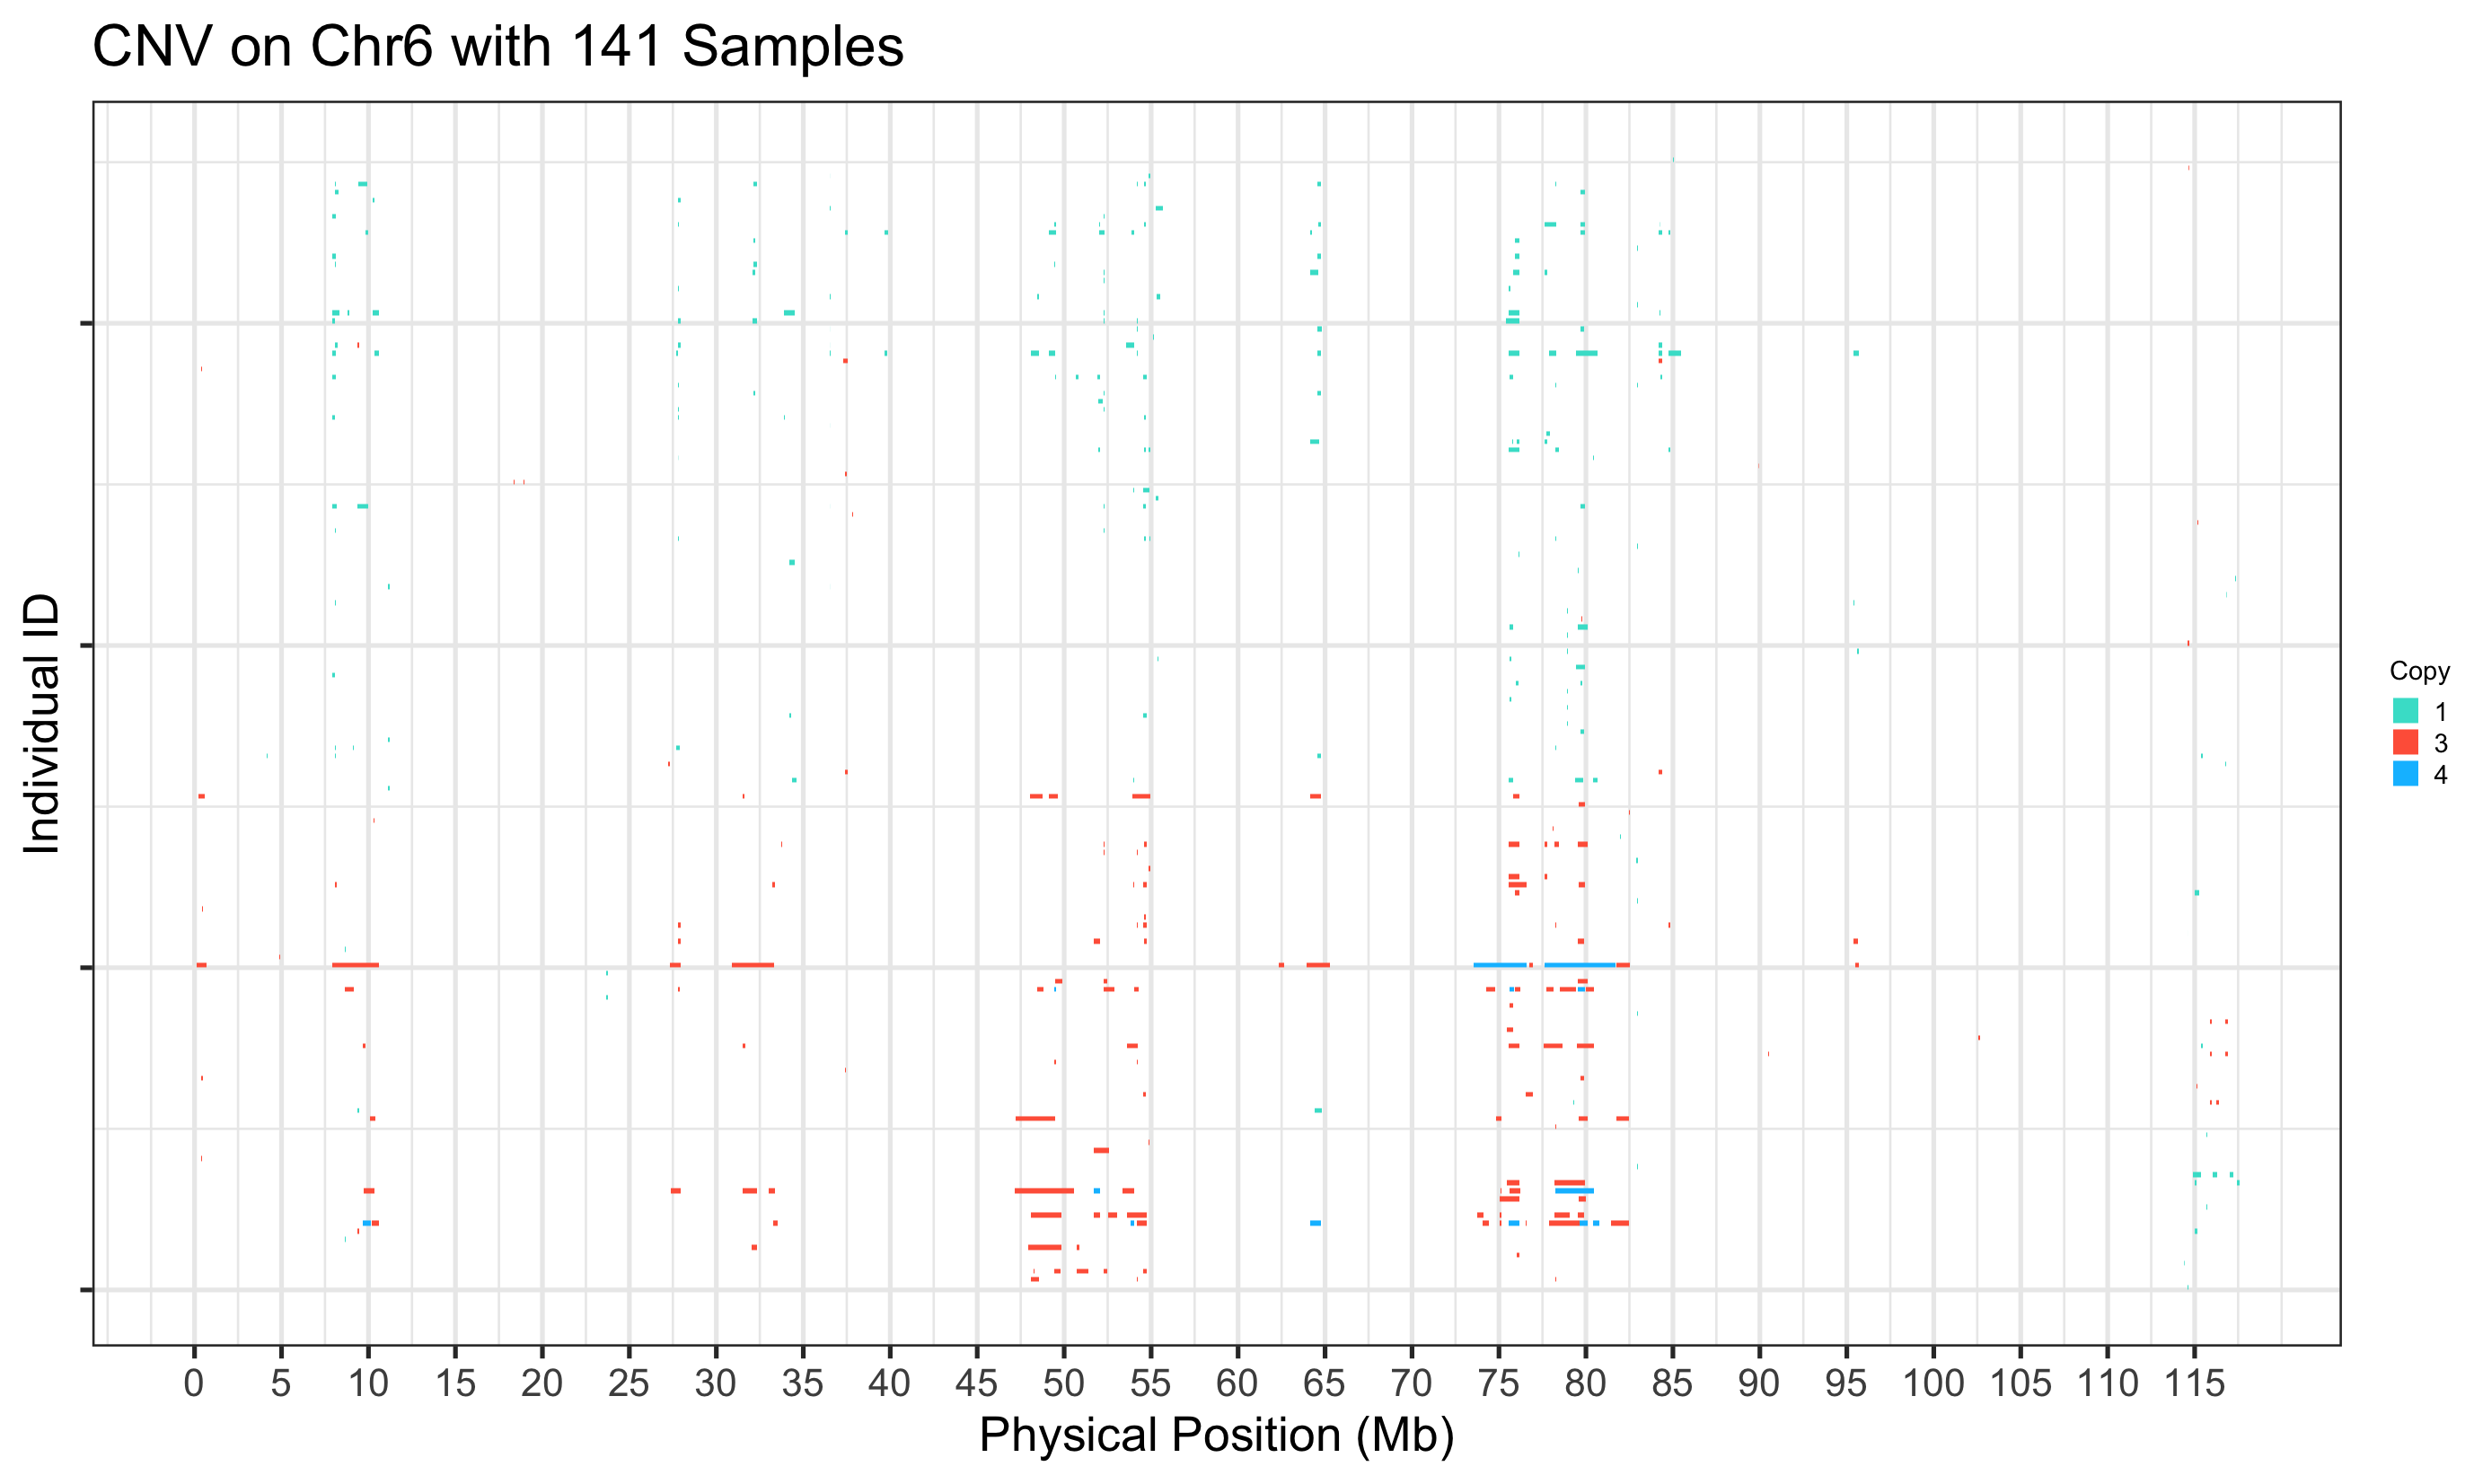 CNV on Chr6 with 141 Samples
Individual ID
Copy
1
3
4
0 5 10 15 20 25 30 35 40 45 50 55 60 65 70 75 80 85 90 95 100 105 110 115
Physical Position (Mb)